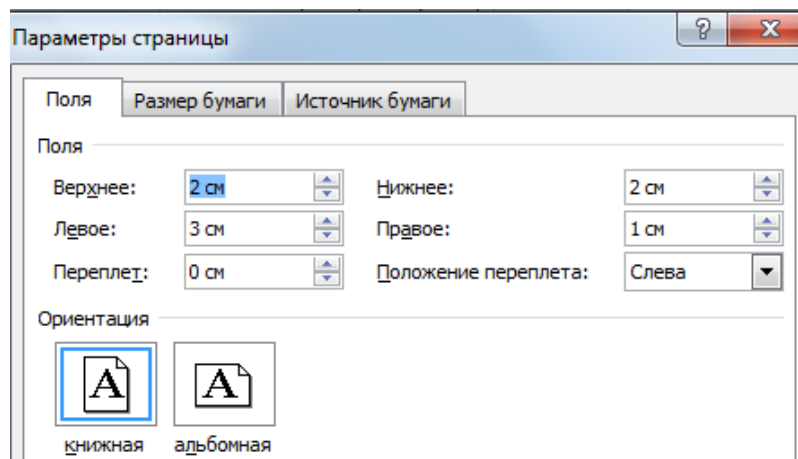 Параметры страницы
Поля Размер бумаги Источник бумаги
Поля
Верхнее: 2 см Нижнее: 2 см
Левое: 3 см Правое: 1 см
Переплет: 0 см Положение переплета: Слева
Ориентация
A A
книжная альбомная